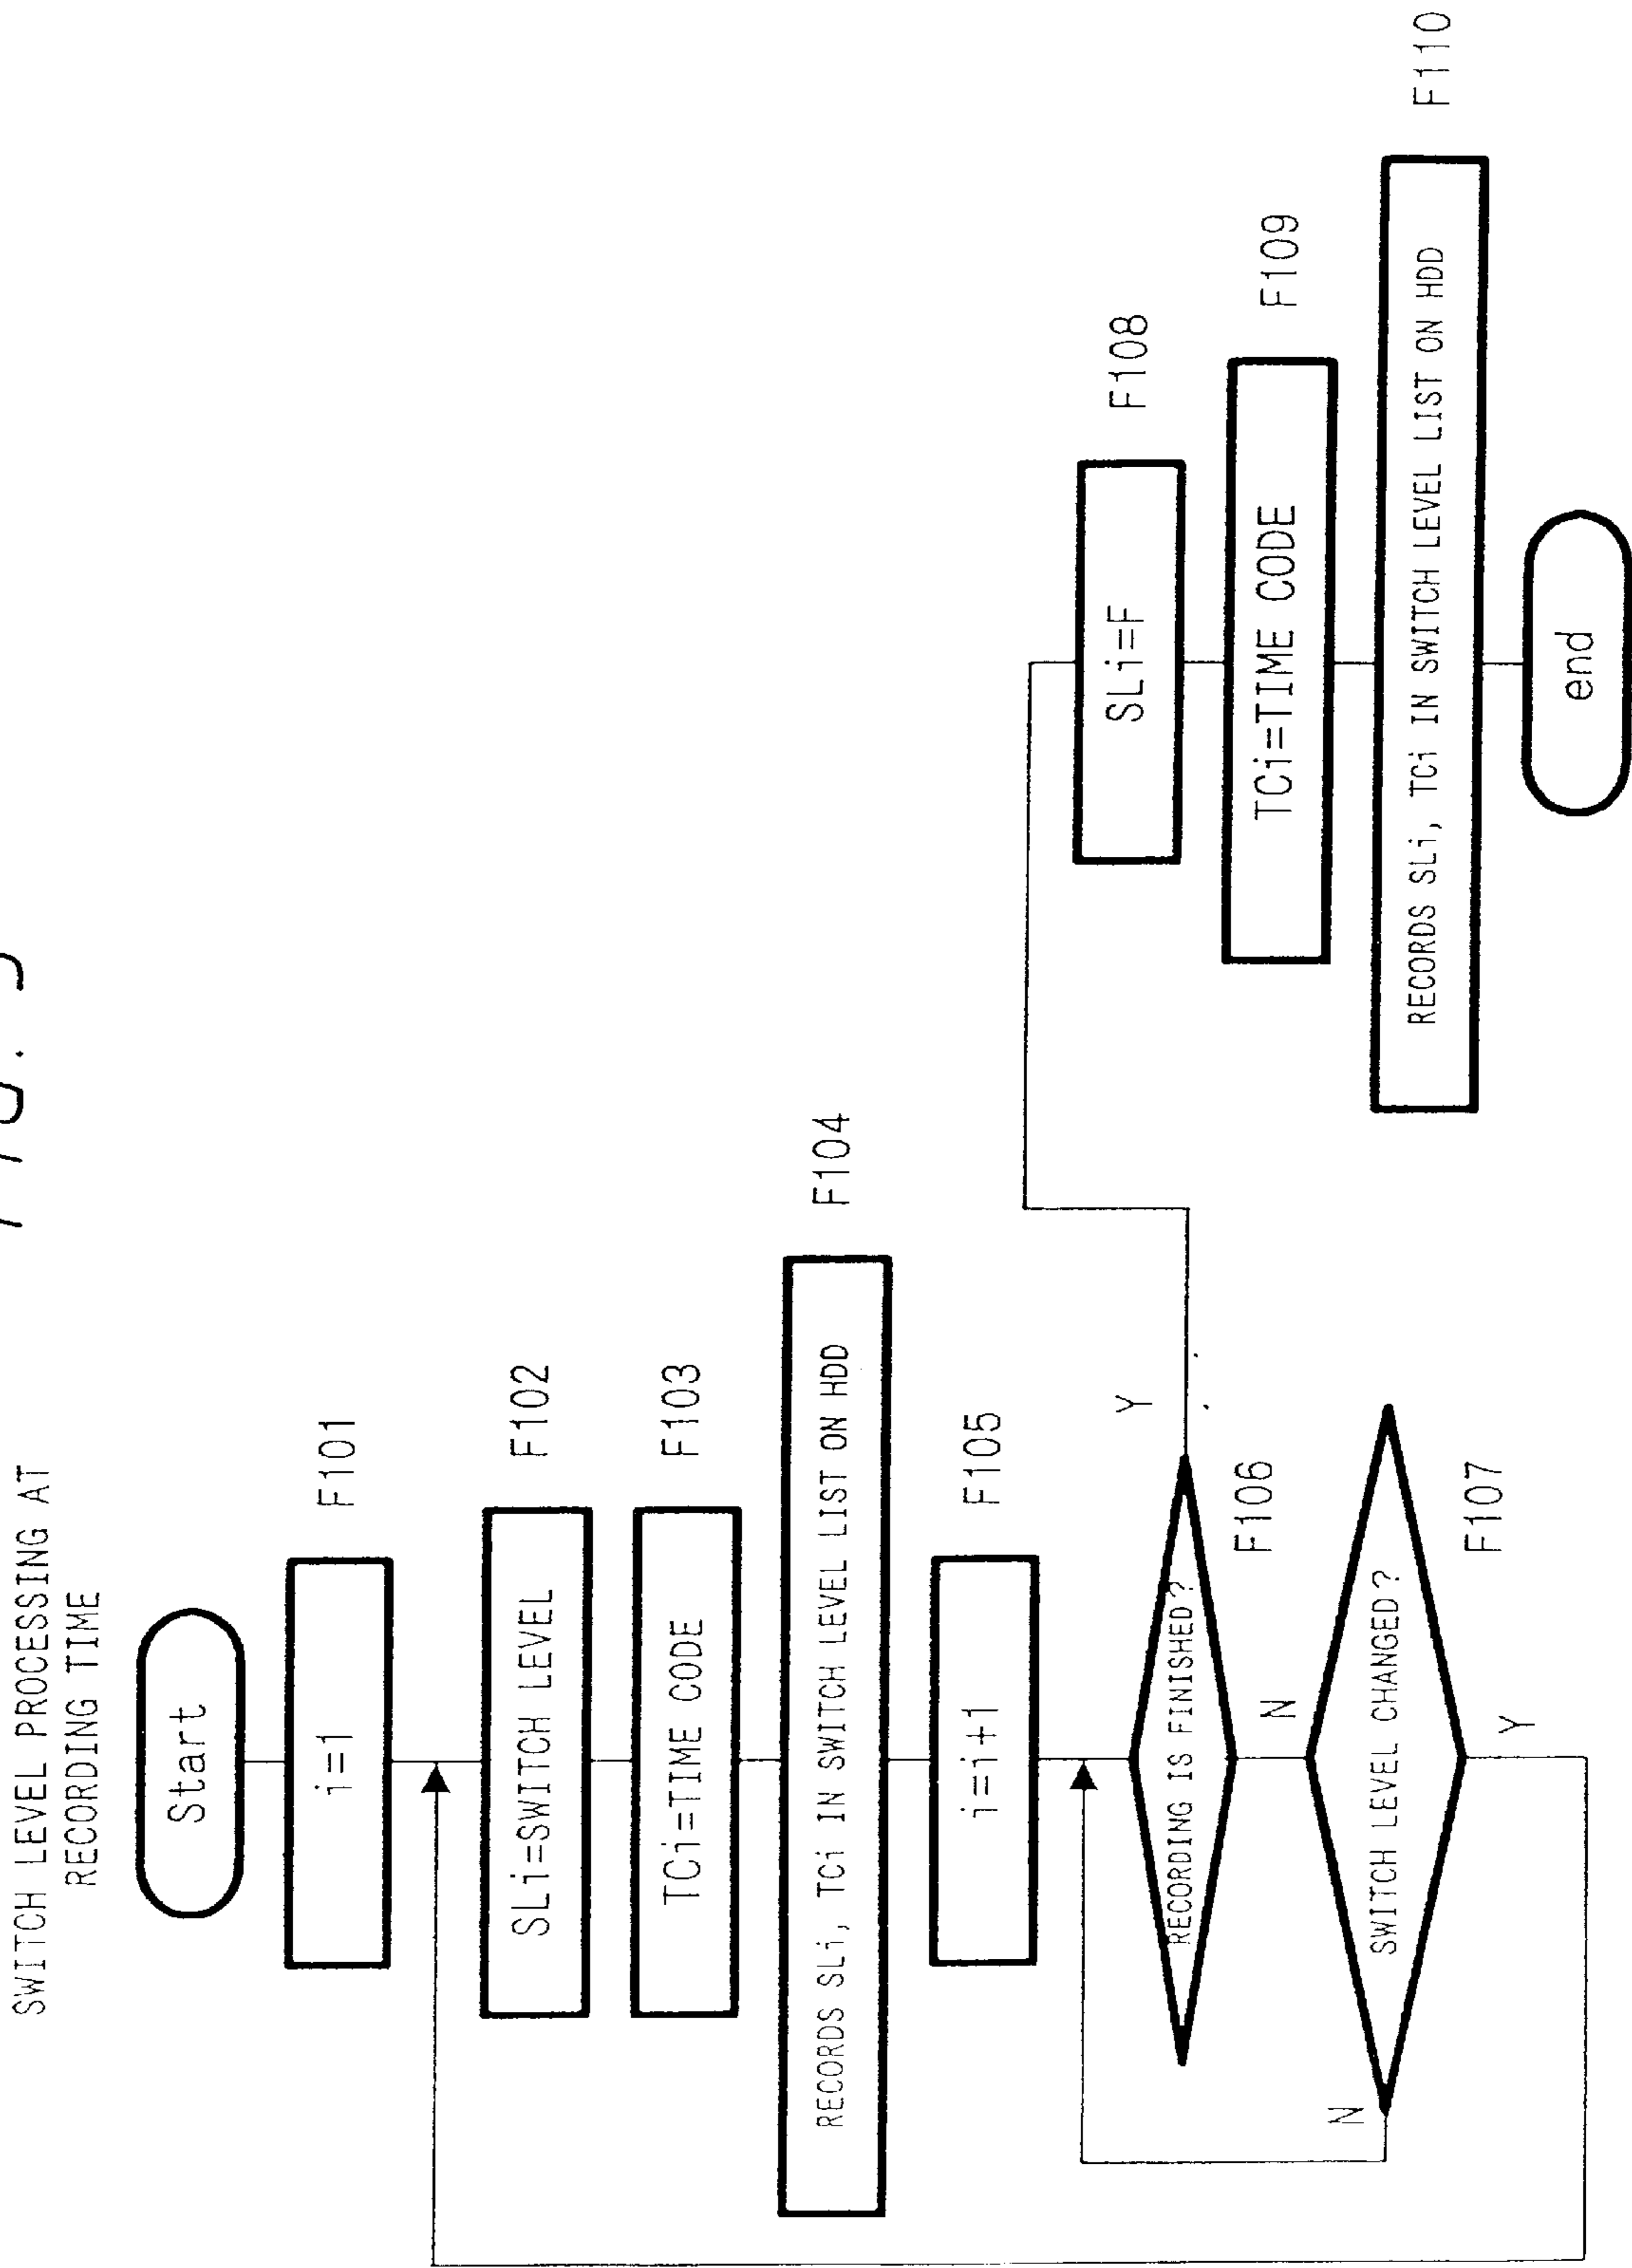 SWITCH LEVEL PROCESSING AT
RECORDING TIME
Start
i=1
F101
SLi=SWITCH LEVEL
F102
TCi=TIME CODE
F103
RECORDS SLi, TCi IN SWITCH LEVEL LIST ON HDD
F104
i=i+1
F105
RECORDING IS FINISHED?
Y
F106
N
SWITCH LEVEL CHANGED?
N
F107
Y
SLi=F
F108
TCi=TIME CODE
F109
RECORDS SLi, TCi IN SWITCH LEVEL LIST ON HDD
F110
end